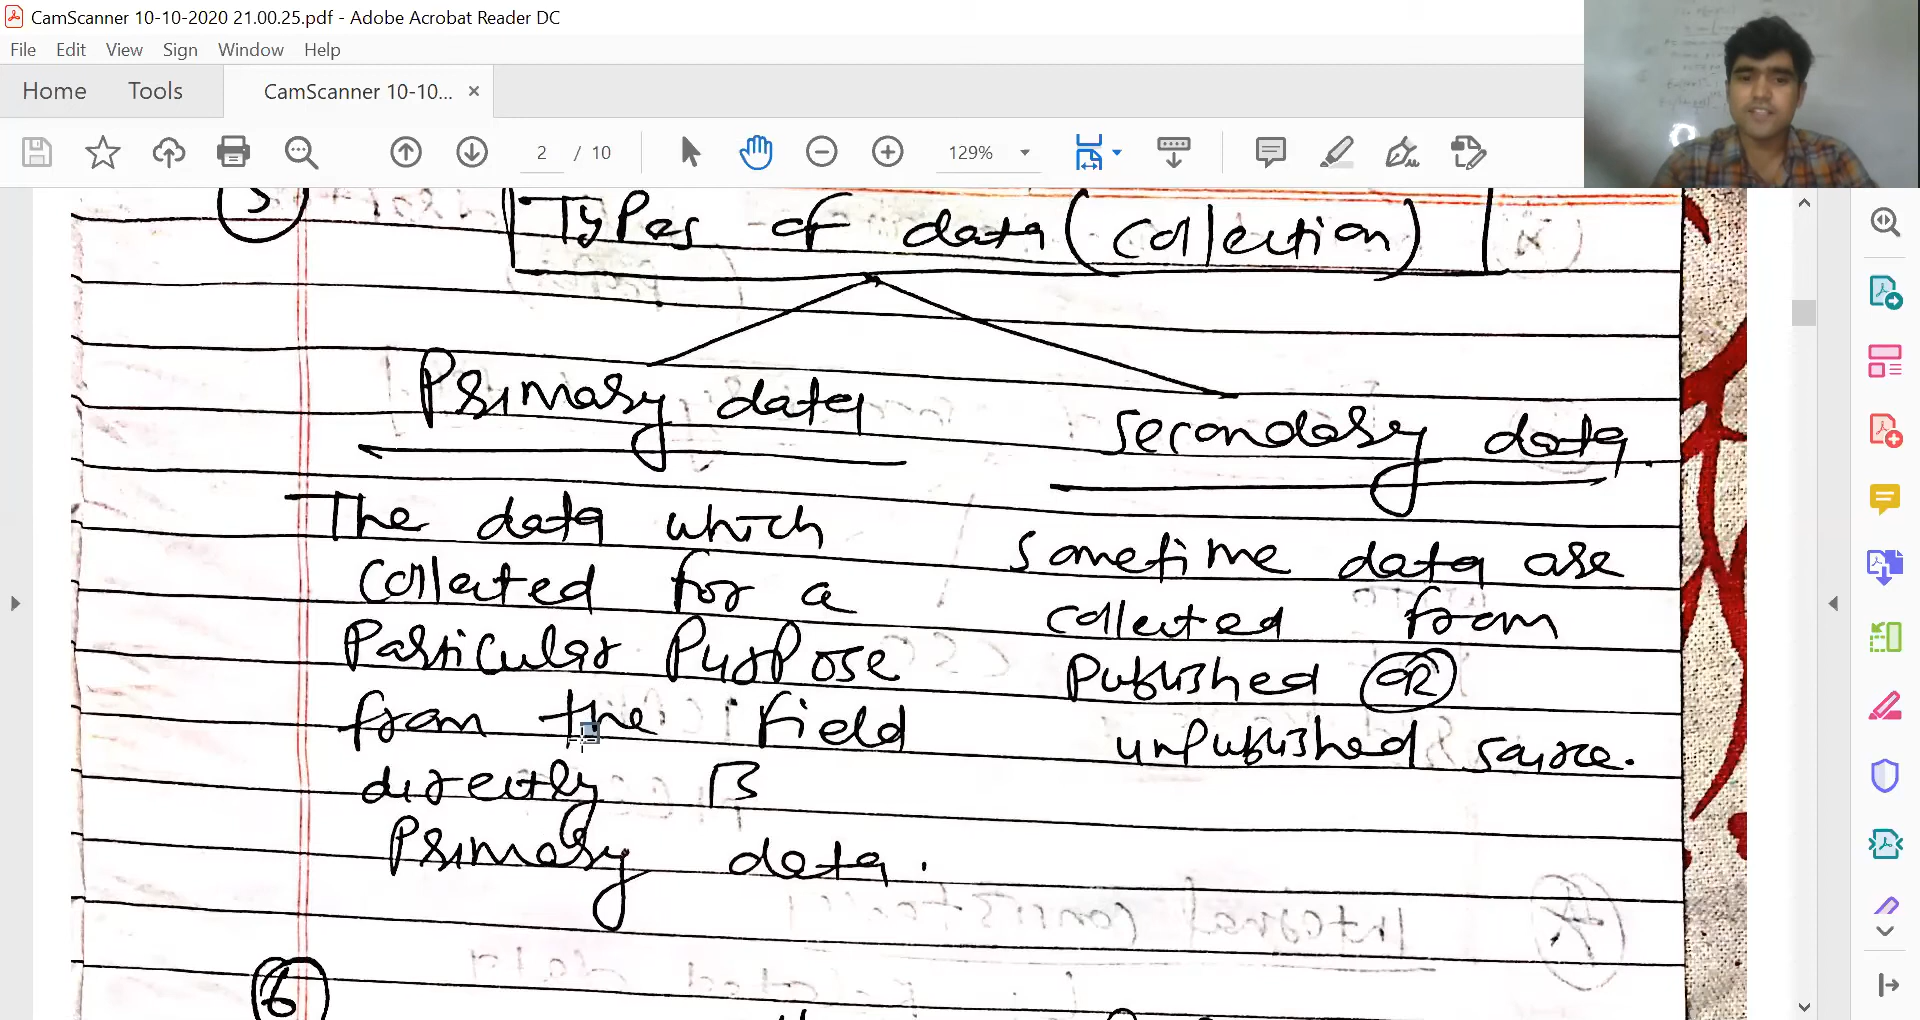 CamScanner 10-10-2020 21.00.25.pdf - Adobe Acrobat Reader DC
File Edit View Sign Window Help
Home Tools CamScanner 10-10... ×
2 / 10 129%
5
Types of data (collection)
Primary data
The data which
collected for a
Particular Purpose
from the field
directly is
Primary data.
Secondary data.
Sometime data are
collected from
Published OR
unpublished source.
6